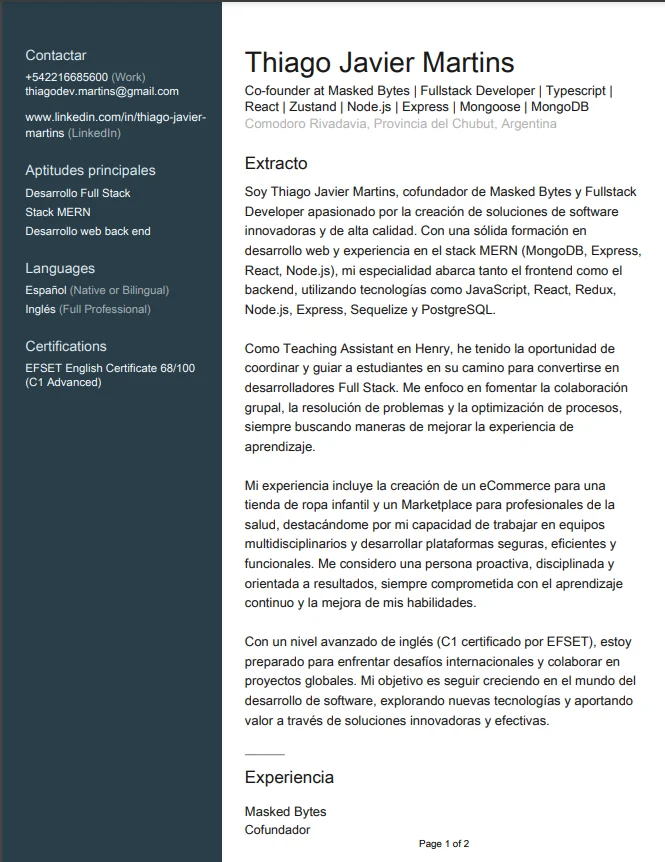 Contactar
+542216685600 (Work)
thiagodev.martins@gmail.com
www.linkedin.com/in/thiago-javier-
martins (LinkedIn)
Aptitudes principales
Desarrollo Full Stack
Stack MERN
Desarrollo web back end
Languages
Español (Native or Bilingual)
Inglés (Full Professional)
Certifications
EFSET English Certificate 68/100
(C1 Advanced)
Thiago Javier Martins
Co-founder at Masked Bytes | Fullstack Developer | Typescript |
React | Zustand | Node.js | Express | Mongoose | MongoDB
Comodoro Rivadavia, Provincia del Chubut, Argentina
Extracto
Soy Thiago Javier Martins, cofundador de Masked Bytes y Fullstack
Developer apasionado por la creación de soluciones de software
innovadoras y de alta calidad. Con una sólida formación en
desarrollo web y experiencia en el stack MERN (MongoDB, Express,
React, Node.js), mi especialidad abarca tanto el frontend como el
backend, utilizando tecnologías como JavaScript, React, Redux,
Node.js, Express, Sequelize y PostgreSQL.
Como Teaching Assistant en Henry, he tenido la oportunidad de
coordinar y guiar a estudiantes en su camino para convertirse en
desarrolladores Full Stack. Me enfoco en fomentar la colaboración
grupal, la resolución de problemas y la optimización de procesos,
siempre buscando maneras de mejorar la experiencia de
aprendizaje.
Mi experiencia incluye la creación de un eCommerce para una
tienda de ropa infantil y un Marketplace para profesionales de la
salud, destacándome por mi capacidad de trabajar en equipos
multidisciplinarios y desarrollar plataformas seguras, eficientes y
funcionales. Me considero una persona proactiva, disciplinada y
orientada a resultados, siempre comprometida con el aprendizaje
continuo y la mejora de mis habilidades.
Con un nivel avanzado de inglés (C1 certificado por EFSET), estoy
preparado para enfrentar desafíos internacionales y colaborar en
proyectos globales. Mi objetivo es seguir creciendo en el mundo del
desarrollo de software, explorando nuevas tecnologías y aportando
valor a través de soluciones innovadoras y efectivas.
Experiencia
Masked Bytes
Cofundador
Page 1 of 2